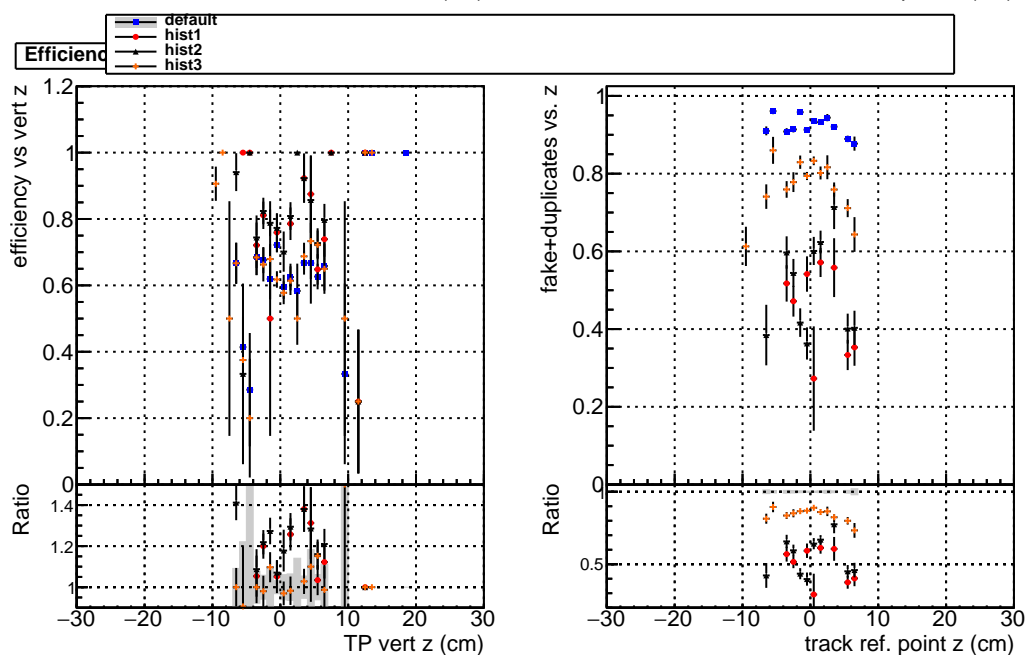 default
hist1
hist2
hist3
Efficienc
efficiency vs vert z
1.2
1
0.8
0.6
0.4
0.2
0
Ratio
1.4
1.2
1
−30 −20 −10 0 10 20 30
TP vert z (cm)
fake+duplicates vs. z
1
0.8
0.6
0.4
0.2
0
Ratio
1
0.5
−30 −20 −10 0 10 20 30
track ref. point z (cm)